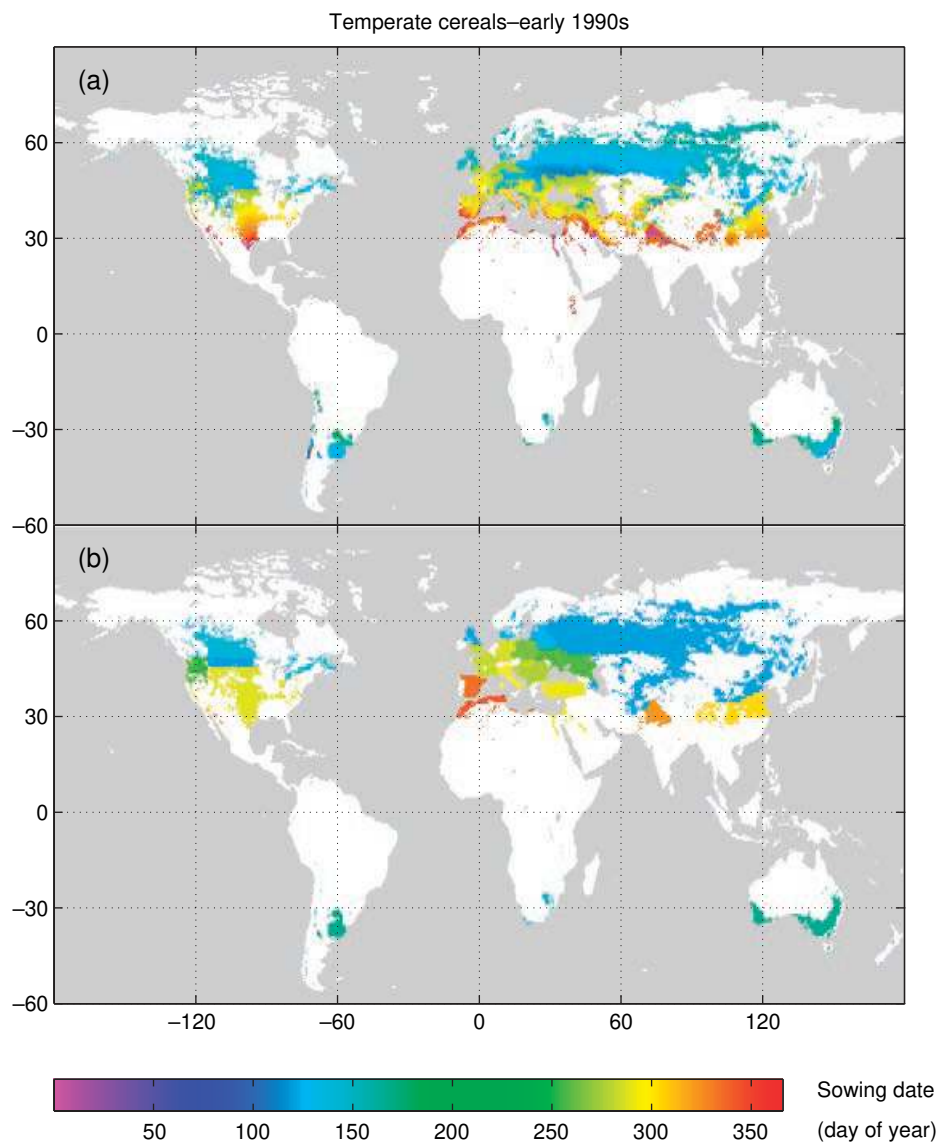 Temperate cereals–early 1990s
(a)
60
30
0
–30
–60
(b)
60
30
0
–30
–60
–120 –60 0 60 120
Sowing date
50 100 150 200 250 300 350 (day of year)